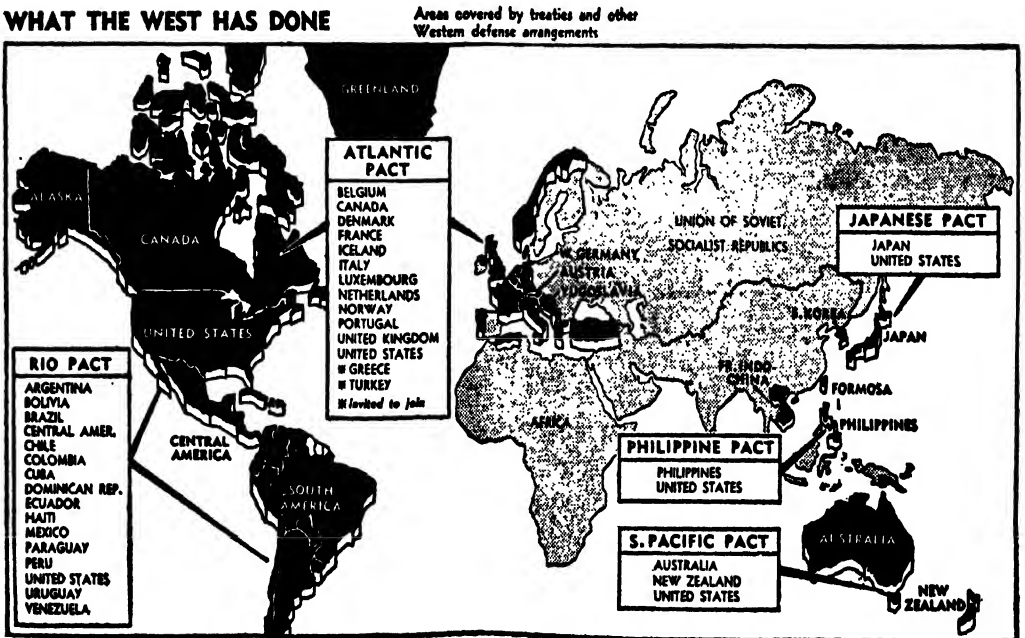 WHAT THE WEST HAS DONE
Areas covered by treaties and other
Western defense arrangements
GREENLAND
ALASKA
CANADA
UNITED STATES
CENTRAL
AMERICA
SOUTH
AMERICA
RIO PACT
ARGENTINA
BOLIVIA
BRAZIL
CENTRAL AMER.
CHILE
COLOMBIA
CUBA
DOMINICAN REP.
ECUADOR
HAITI
MEXICO
PARAGUAY
PERU
UNITED STATES
URUGUAY
VENEZUELA
ATLANTIC
PACT
BELGIUM
CANADA
DENMARK
FRANCE
ICELAND
ITALY
LUXEMBOURG
NETHERLANDS
NORWAY
PORTUGAL
UNITED KINGDOM
UNITED STATES
※ GREECE
※ TURKEY
※ Invited to join
UNION OF SOVIET
SOCIALIST REPUBLICS
W. GERMANY
AUSTRIA
YUGOSLAVIA
AFRICA
JAPANESE PACT
JAPAN
UNITED STATES
S. KOREA
JAPAN
FR. INDO
CHINA
FORMOSA
PHILIPPINES
PHILIPPINE PACT
PHILIPPINES
UNITED STATES
S. PACIFIC PACT
AUSTRALIA
NEW ZEALAND
UNITED STATES
AUSTRALIA
NEW
ZEALAND